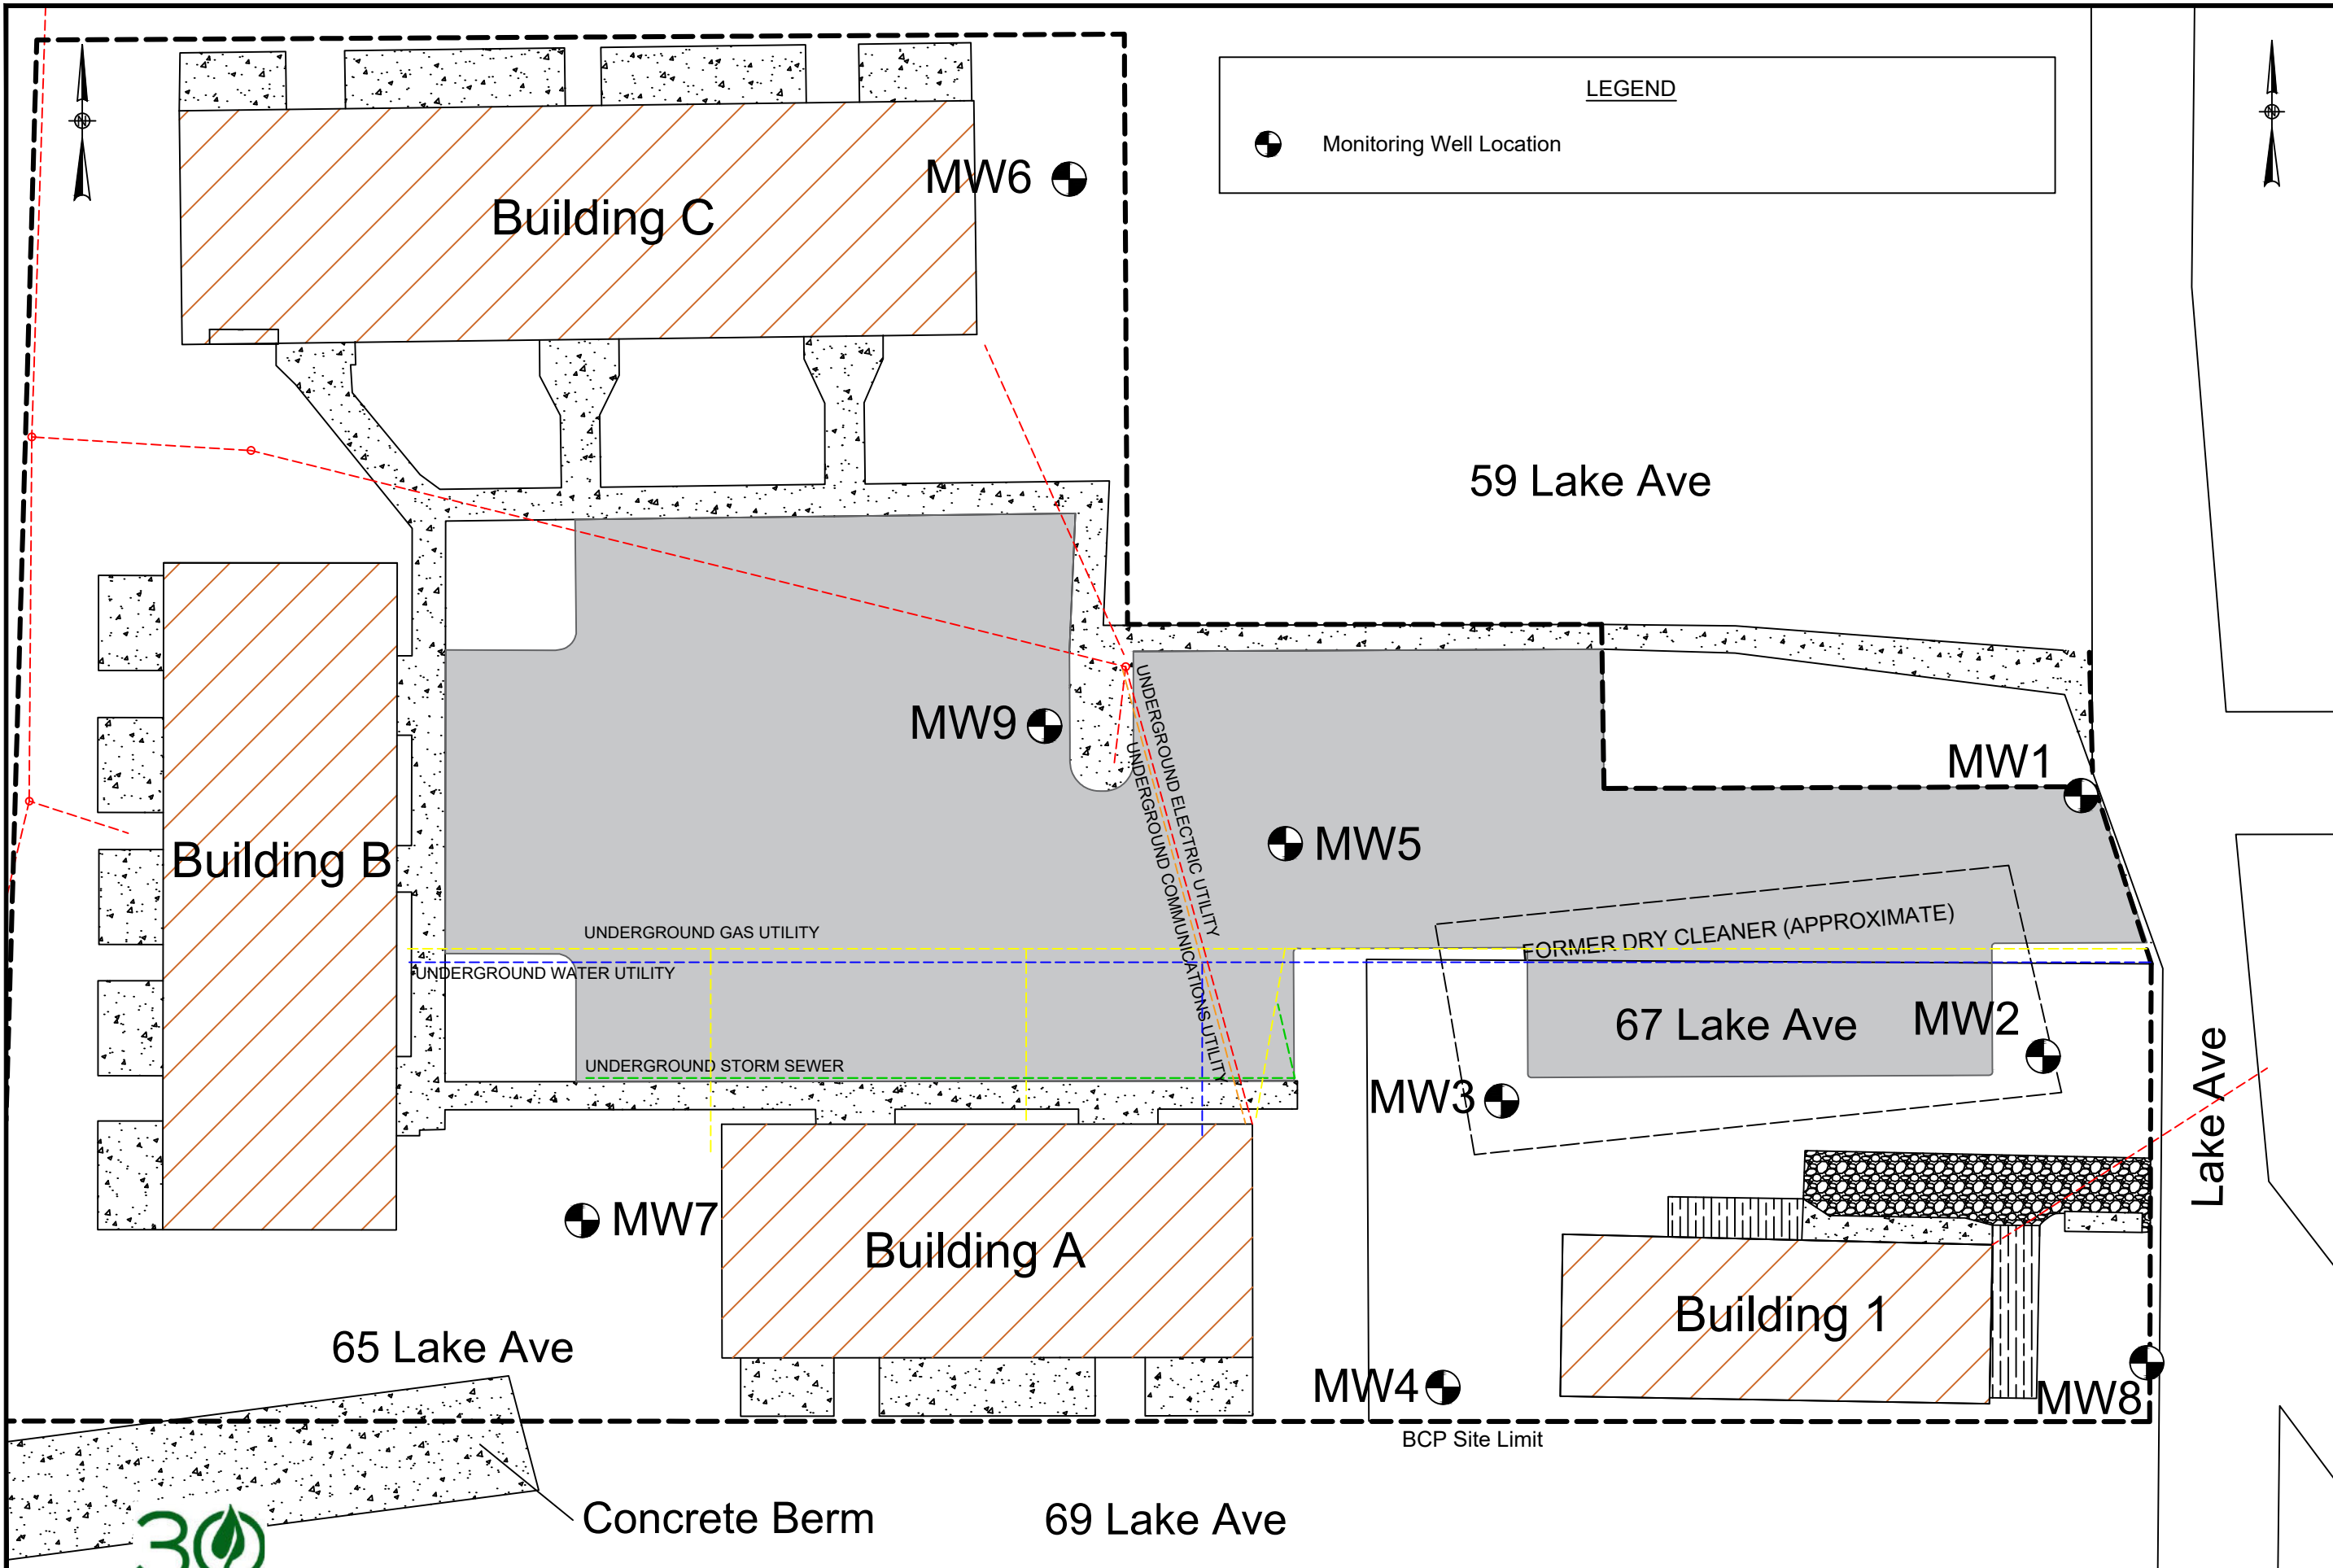 LEGEND
Monitoring Well Location
N
N
MW6
Building C
59 Lake Ave
MW9
MW1
MW5
UNDERGROUND ELECTRIC UTILITY
UNDERGROUND COMMUNICATIONS UTILITY
Building B
FORMER DRY CLEANER (APPROXIMATE)
UNDERGROUND GAS UTILITY
UNDERGROUND WATER UTILITY
67 Lake Ave
MW2
UNDERGROUND STORM SEWER
MW3
Lake Ave
MW7
Building A
Building 1
65 Lake Ave
MW4
MW8
BCP Site Limit
Concrete Berm
69 Lake Ave